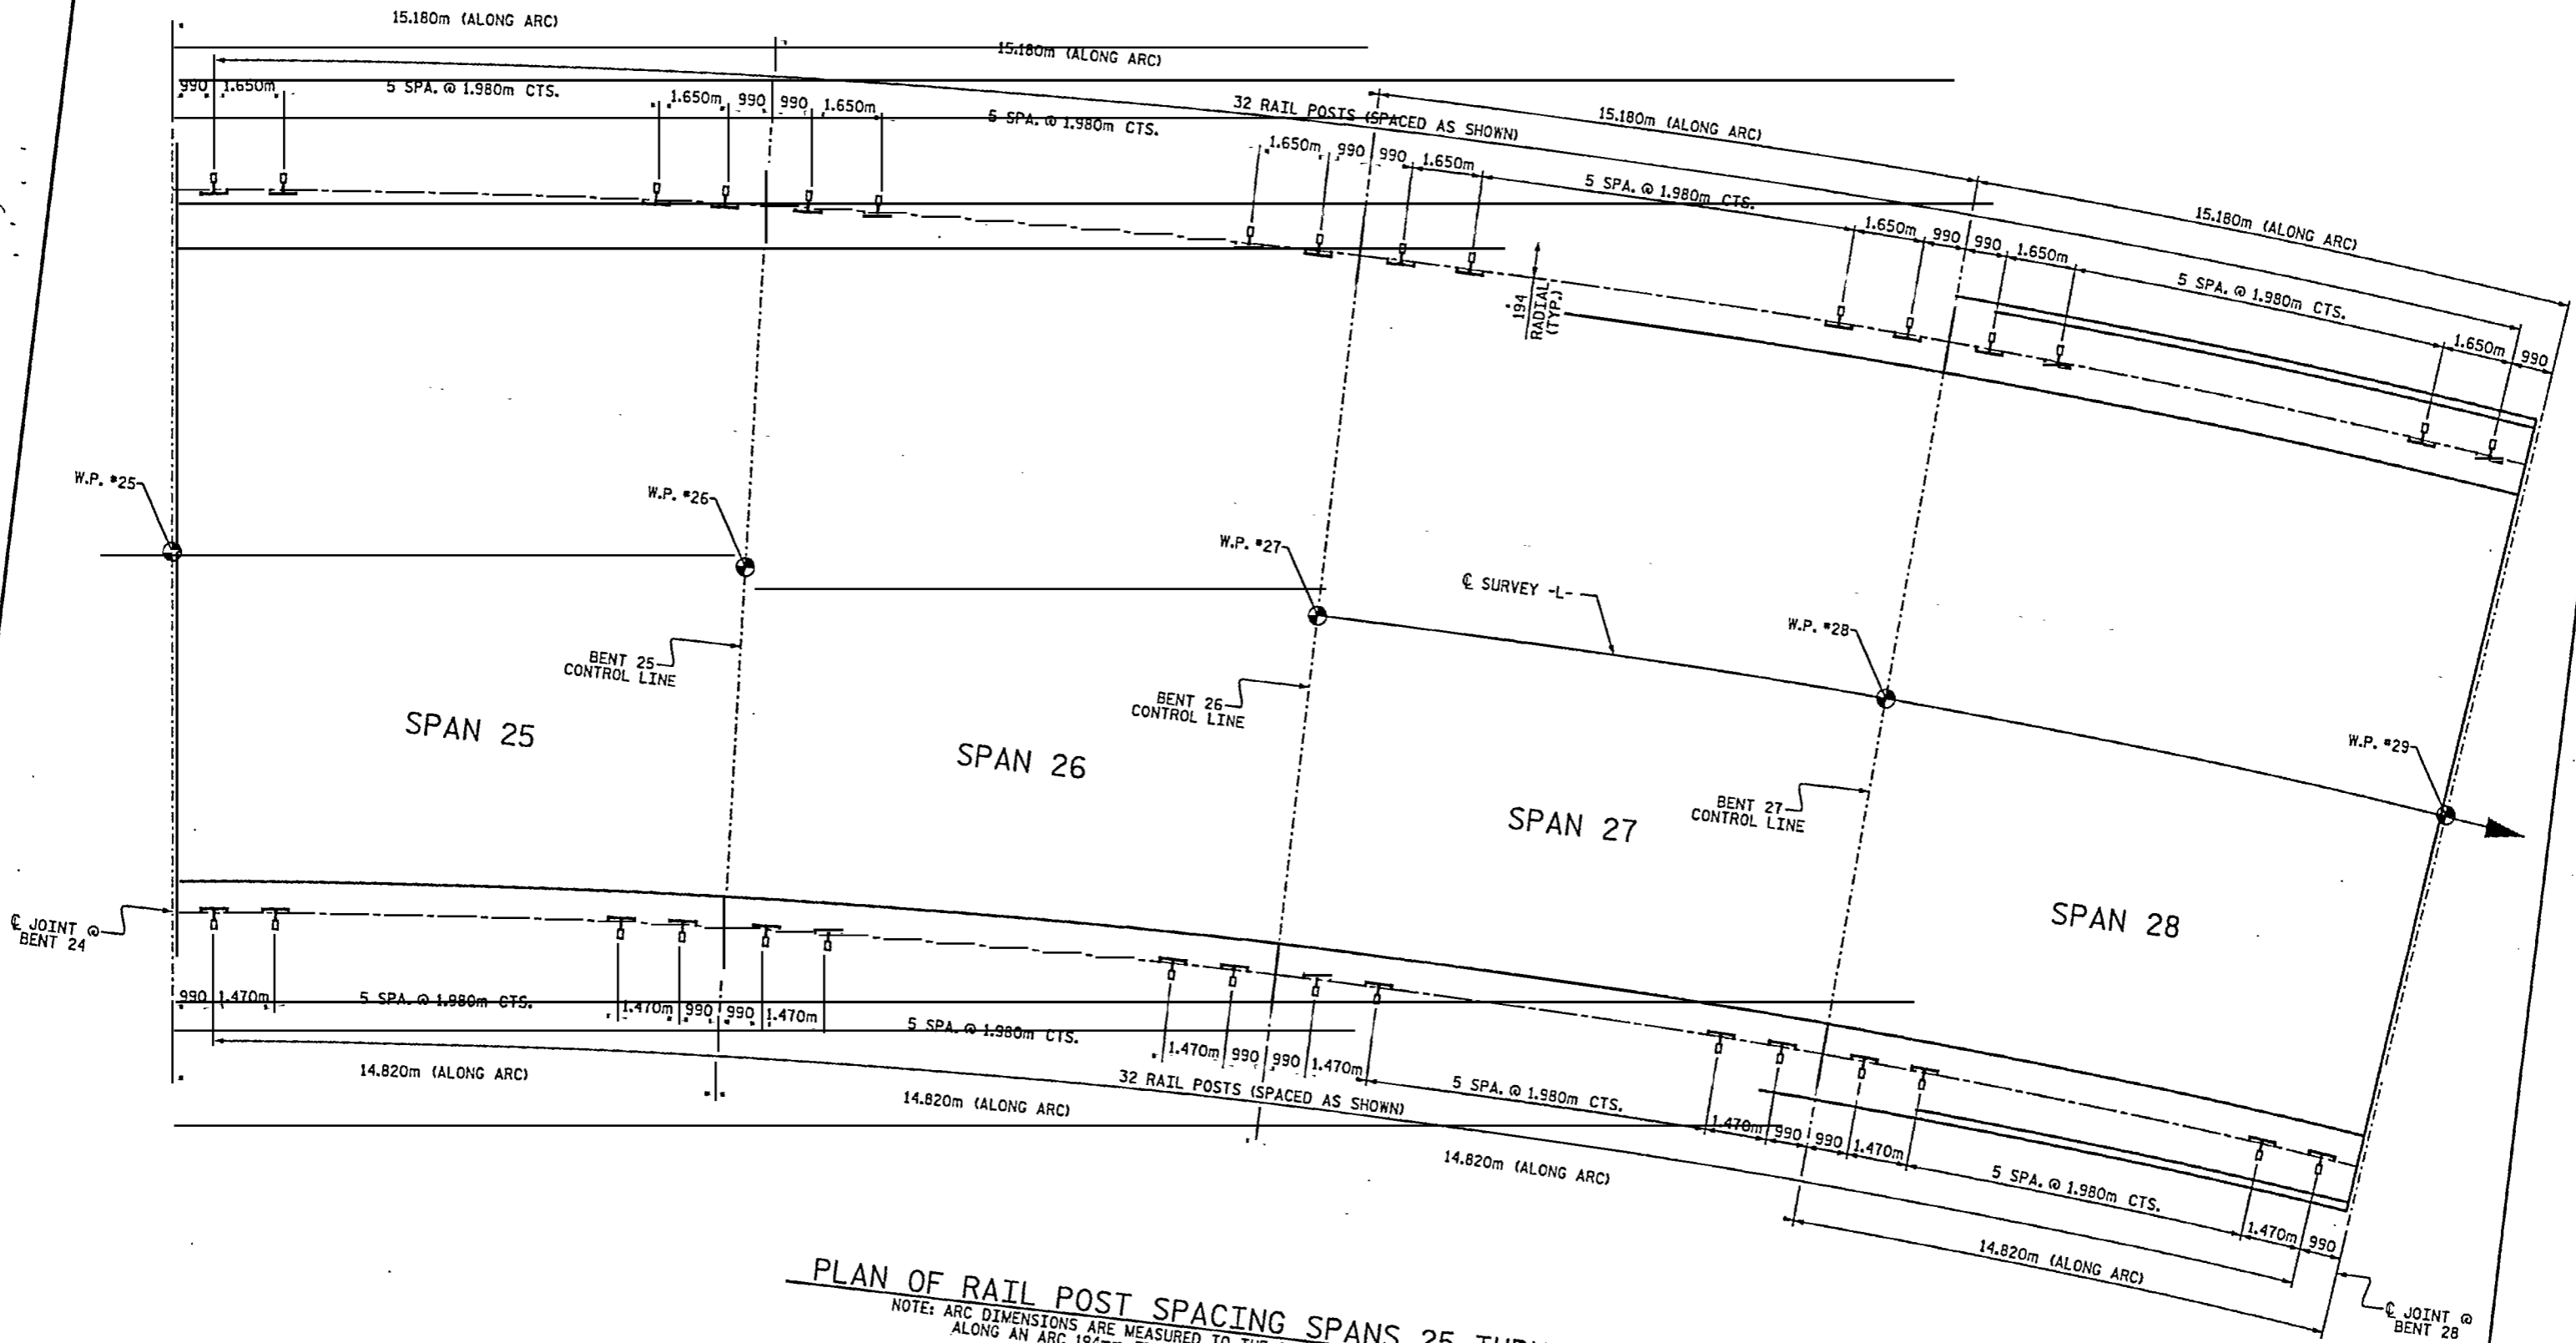 15.180m (ALONG ARC)
15.180m (ALONG ARC)
15.180m (ALONG ARC)
15.180m (ALONG ARC)
32 RAIL POSTS (SPACED AS SHOWN)
990 1.650m 5 SPA. @ 1.980m CTS. 1.650m 990
990 1.650m 5 SPA. @ 1.980m CTS. 1.650m 990
990 1.650m 5 SPA. @ 1.980m CTS. 1.650m 990
990 1.650m 5 SPA. @ 1.980m CTS. 1.650m 990
194
RADIAL
(TYP.)
W.P. #25
W.P. #26
W.P. #27
℄ SURVEY -L-
W.P. #28
W.P. #29
BENT 25
CONTROL LINE
BENT 26
CONTROL LINE
BENT 27
CONTROL LINE
SPAN 25
SPAN 26
SPAN 27
SPAN 28
℄ JOINT @
BENT 24
990 1.470m 5 SPA. @ 1.980m CTS. 1.470m 990
990 1.470m 5 SPA. @ 1.980m CTS. 1.470m 990
990 1.470m 5 SPA. @ 1.980m CTS. 1.470m 990
990 1.470m 5 SPA. @ 1.980m CTS. 1.470m 990
32 RAIL POSTS (SPACED AS SHOWN)
14.820m (ALONG ARC)
14.820m (ALONG ARC)
14.820m (ALONG ARC)
14.820m (ALONG ARC)
℄ JOINT @
BENT 28
PLAN OF RAIL POST SPACING SPANS 25
NOTE: ARC DIMENSIONS ARE MEASURED TO THE
ALONG AN ARC